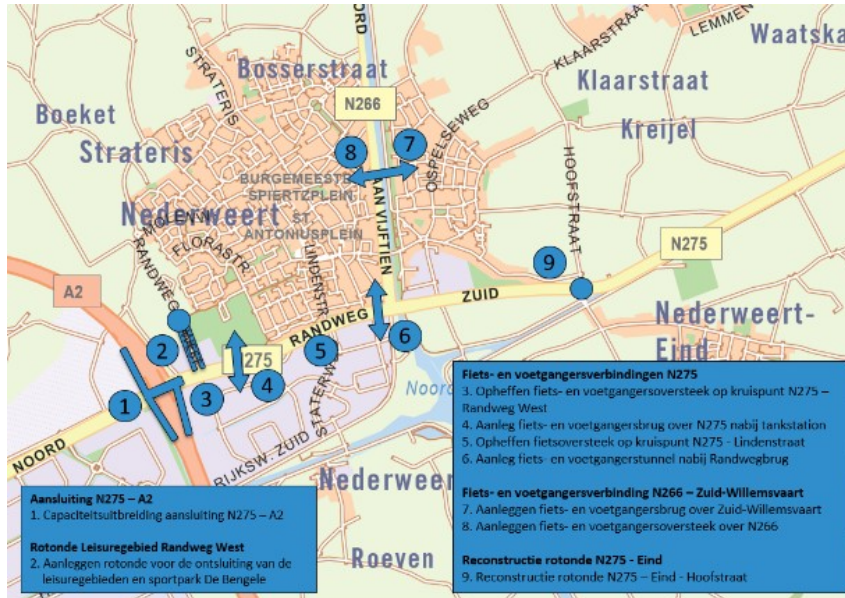 NOORD
Bosserstraat
STRATERIS
N266
KLAARSTRAAT
LEMMEN
Waatska
Klaarstraat
Boeket
Strateris
Kreijel
OSPELSEWEG
HOOFSTRAAT
8
7
BURGEMEESTE
SPIERTZPLEIN
AAN VIJFTIEN
Nederweert
MOLENN
ST.
ANTONIUSPLEIN
FLORASTR.
LINDENSTR
RANDWEG
N275
A2
9
ZUID
RANDWEG
Nederweert-
Eind
2
N275
5
6
1
3
4
STATERW
Noord
NOORD
RIJKSW. ZUID
Nederweer
Roeven
Aansluiting N275 – A2
1. Capaciteitsuitbreiding aansluiting N275 – A2
Rotonde Leisuregebied Randweg West
2. Aanleggen rotonde voor de ontsluiting van de
leisuregebieden en sportpark De Bengele
Fiets- en voetgangersverbindingen N275
3. Opheffen fiets- en voetgangersoversteek op kruispunt N275 –
Randweg West
4. Aanleg fiets- en voetgangersbrug over N275 nabij tankstation
5. Opheffen fietsoversteek op kruispunt N275 - Lindenstraat
6. Aanleg fiets- en voetgangerstunnel nabij Randwegbrug
Fiets- en voetgangersverbinding N266 – Zuid-Willemsvaart
7. Aanleggen fiets- en voetgangersbrug over Zuid-Willemsvaart
8. Aanleggen fiets- en voetgangersoversteek over N266
Reconstructie rotonde N275 - Eind
9. Reconstructie rotonde N275 – Eind - Hoofstraat